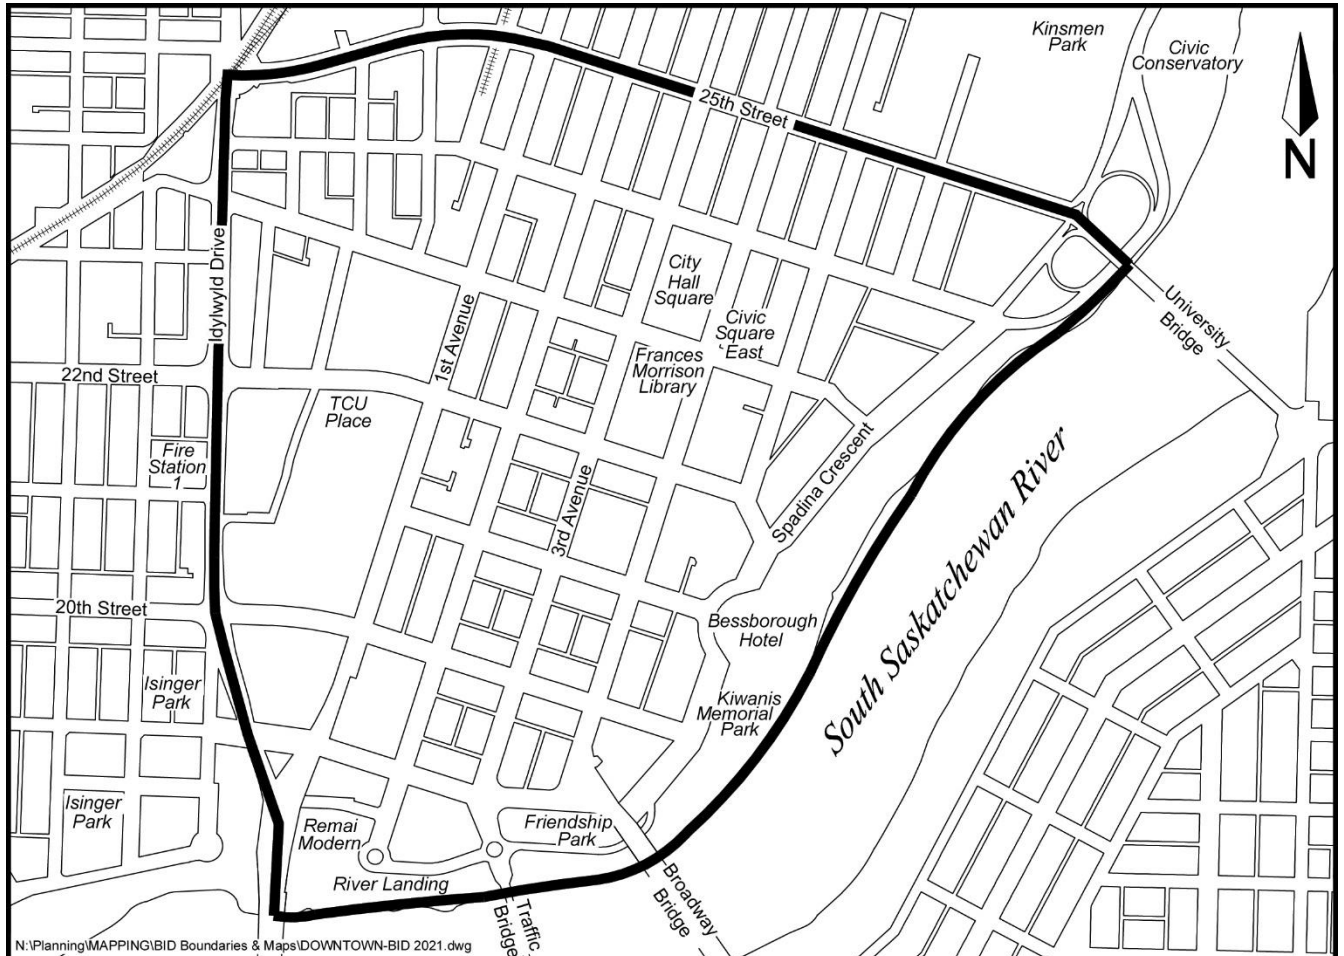 Kinsmen
Park
Civic
Conservatory
N
25th Street
Idylwyld Drive
City
Hall
Square
Civic
Square
East
University
Bridge
1st Avenue
Frances
Morrison
Library
22nd Street
TCU
Place
Fire
Station
1
Spadina Crescent
3rd Avenue
South Saskatchewan River
20th Street
Bessborough
Hotel
Isinger
Park
Kiwanis
Memorial
Park
Isinger
Park
Remai
Modern
Friendship
Park
River Landing
Traffic
Bridge
Broadway
Bridge
N:\Planning\MAPPING\BID Boundaries & Maps\DOWNTOWN-BID 2021.dwg